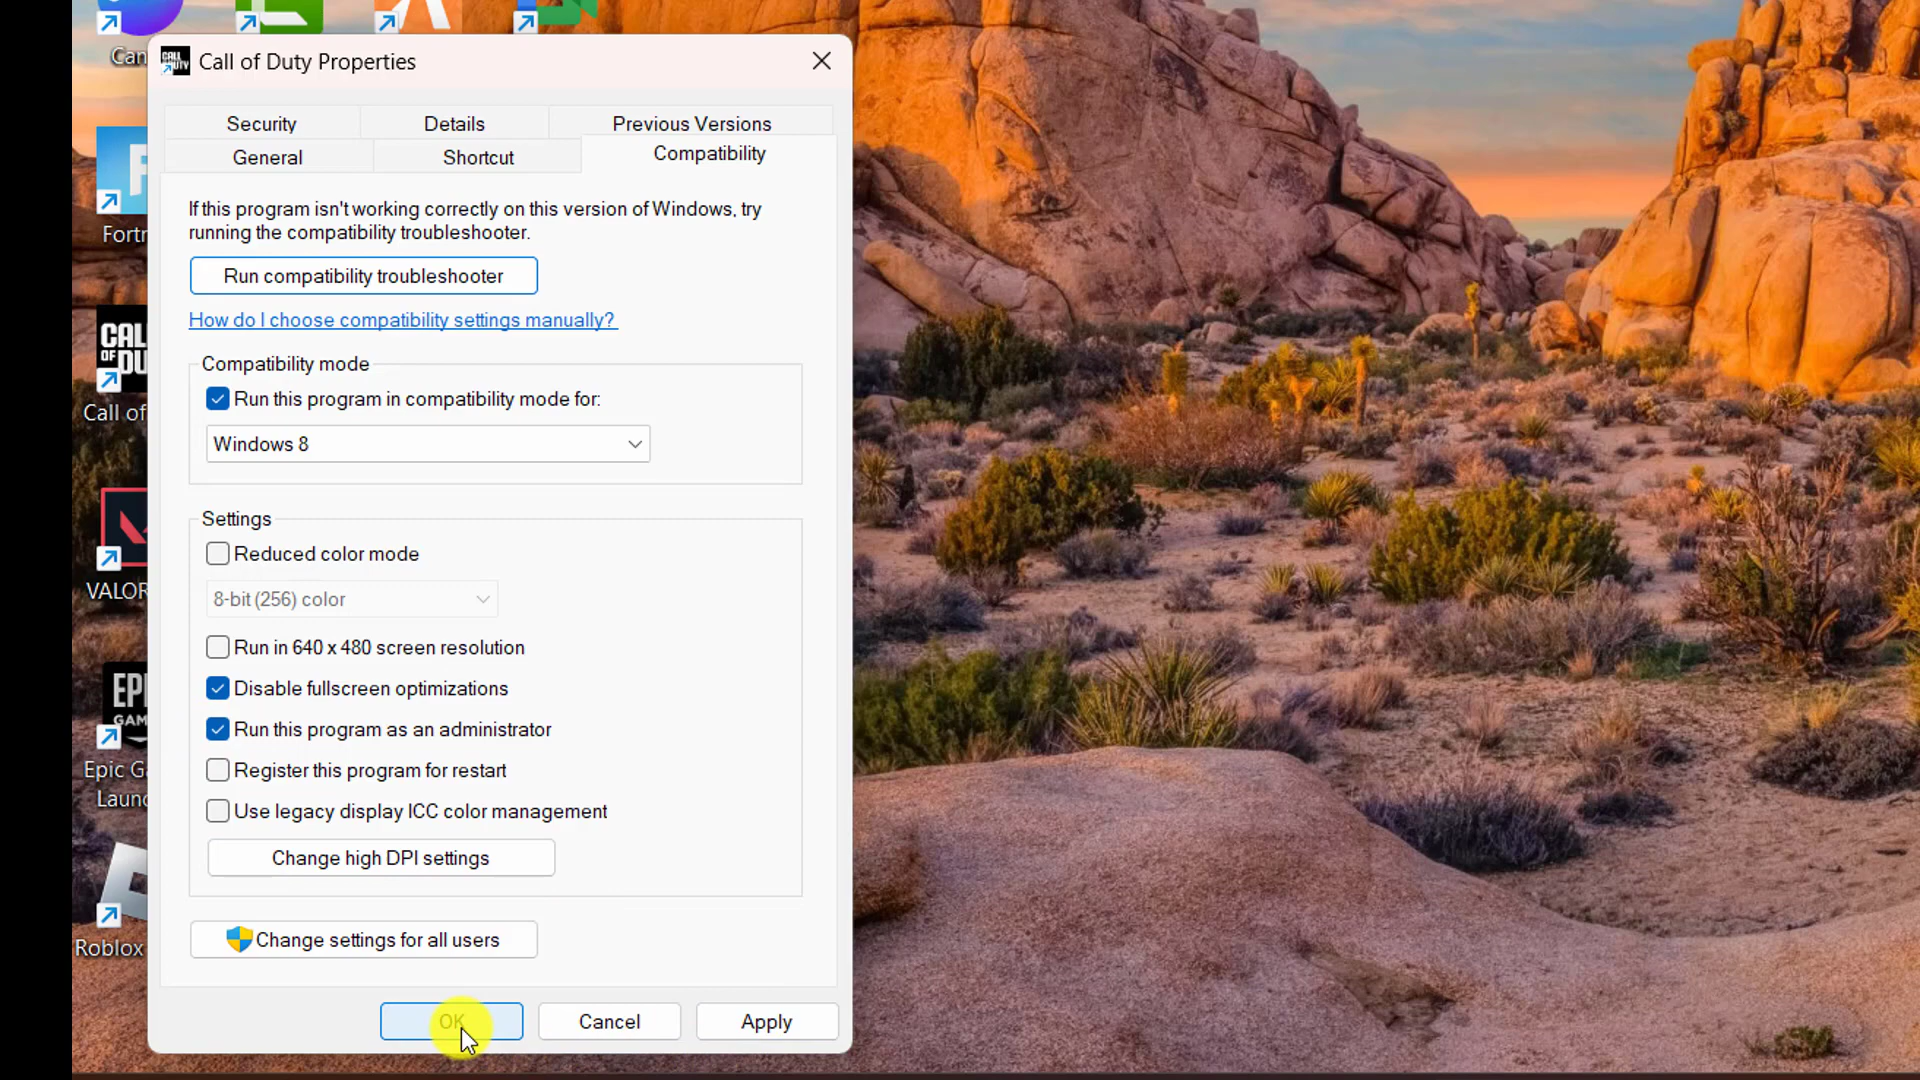 Can
Call of Duty Properties
Security
Details
Previous Versions
General
Shortcut
Compatibility
If this program isn't working correctly on this version of Windows, try
running the compatibility troubleshooter.
Run compatibility troubleshooter
How do I choose compatibility settings manually?
Compatibility mode
Run this program in compatibility mode for:
Windows 8
Settings
Reduced color mode
8-bit (256) color
Run in 640 x 480 screen resolution
Disable fullscreen optimizations
Run this program as an administrator
Register this program for restart
Use legacy display ICC color management
Change high DPI settings
Change settings for all users
OK
Cancel
Apply
Fortn
CALL
OF DU
Call of
VALOR
EPI
GAM
Epic Ga
Launc
Roblox